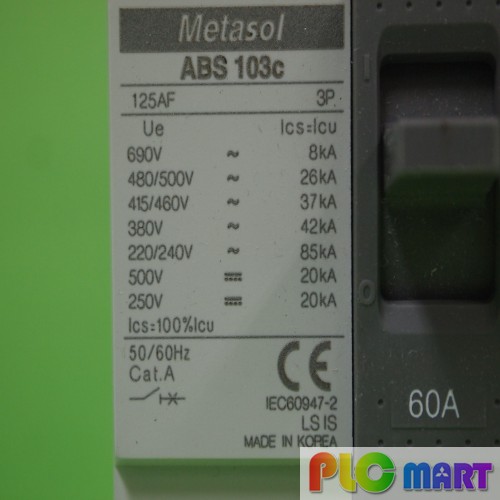 Metasol
ABS 103c
125AF 3P
Ue Ics=Icu
690V ~ 8kA
480/500V ~ 26kA
415/460V ~ 37kA
380V ~ 42kA
220/240V ~ 85kA
500V ⎓ 20kA
250V ⎓ 20kA
Ics=100%Icu
50/60Hz
Cat.A
CE
IEC60947-2
LS IS
MADE IN KOREA
I
O
60A
PLC MART